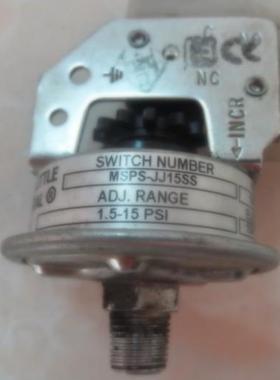 NC
←INCR
SWITCH NUMBER
MSPS-JJ15SS
ADJ. RANGE
1.5-15 PSI